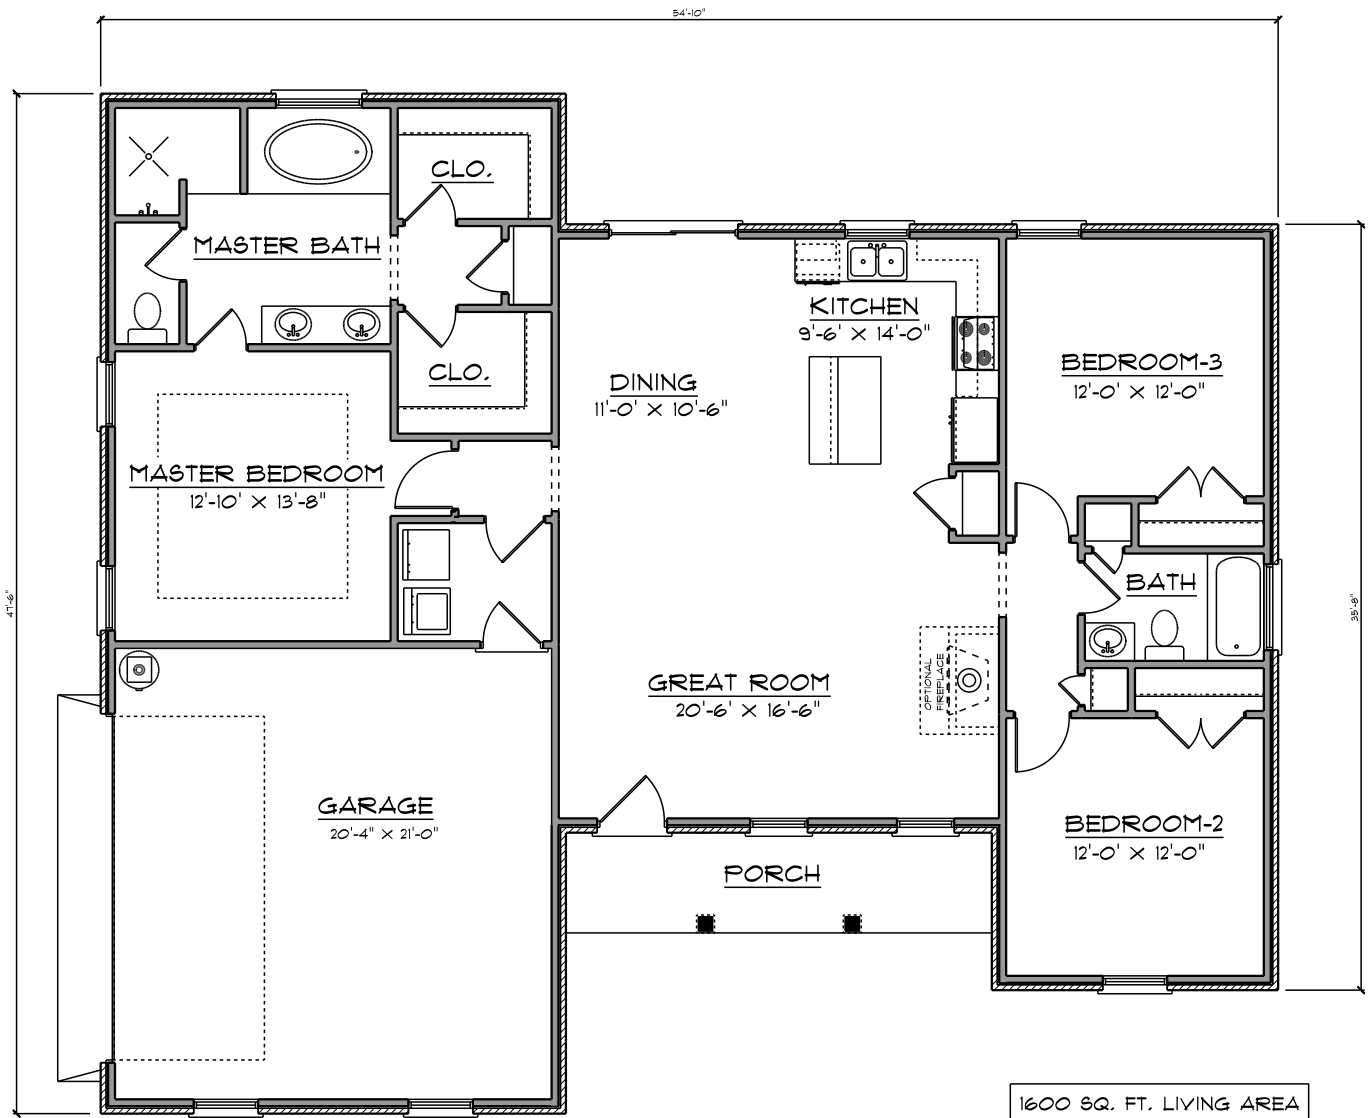 54'-10"
CLO.
MASTER BATH
KITCHEN
9'-6' X 14'-0"
BEDROOM-3
12'-0' X 12'-0"
DINING
11'-0' X 10'-6"
CLO.
MASTER BEDROOM
12'-10' X 13'-8"
BATH
47'-6"
35'-8"
GREAT ROOM
20'-6' X 16'-6"
OPTIONAL
FIREPLACE
GARAGE
20'-4" X 21'-0"
BEDROOM-2
12'-0' X 12'-0"
PORCH
1600 SQ. FT. LIVING AREA